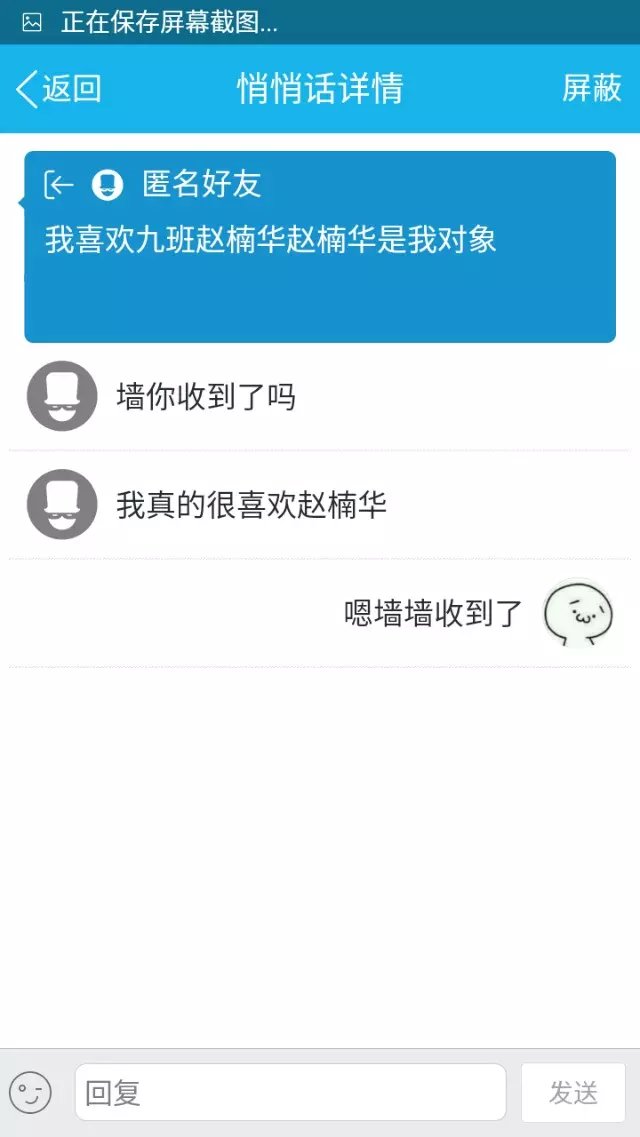 正在保存屏幕截图...
返回
悄悄话详情
屏蔽
匿名好友
我喜欢九班赵楠华赵楠华是我对象
墙你收到了吗
我真的很喜欢赵楠华
嗯墙墙收到了
回复
发送